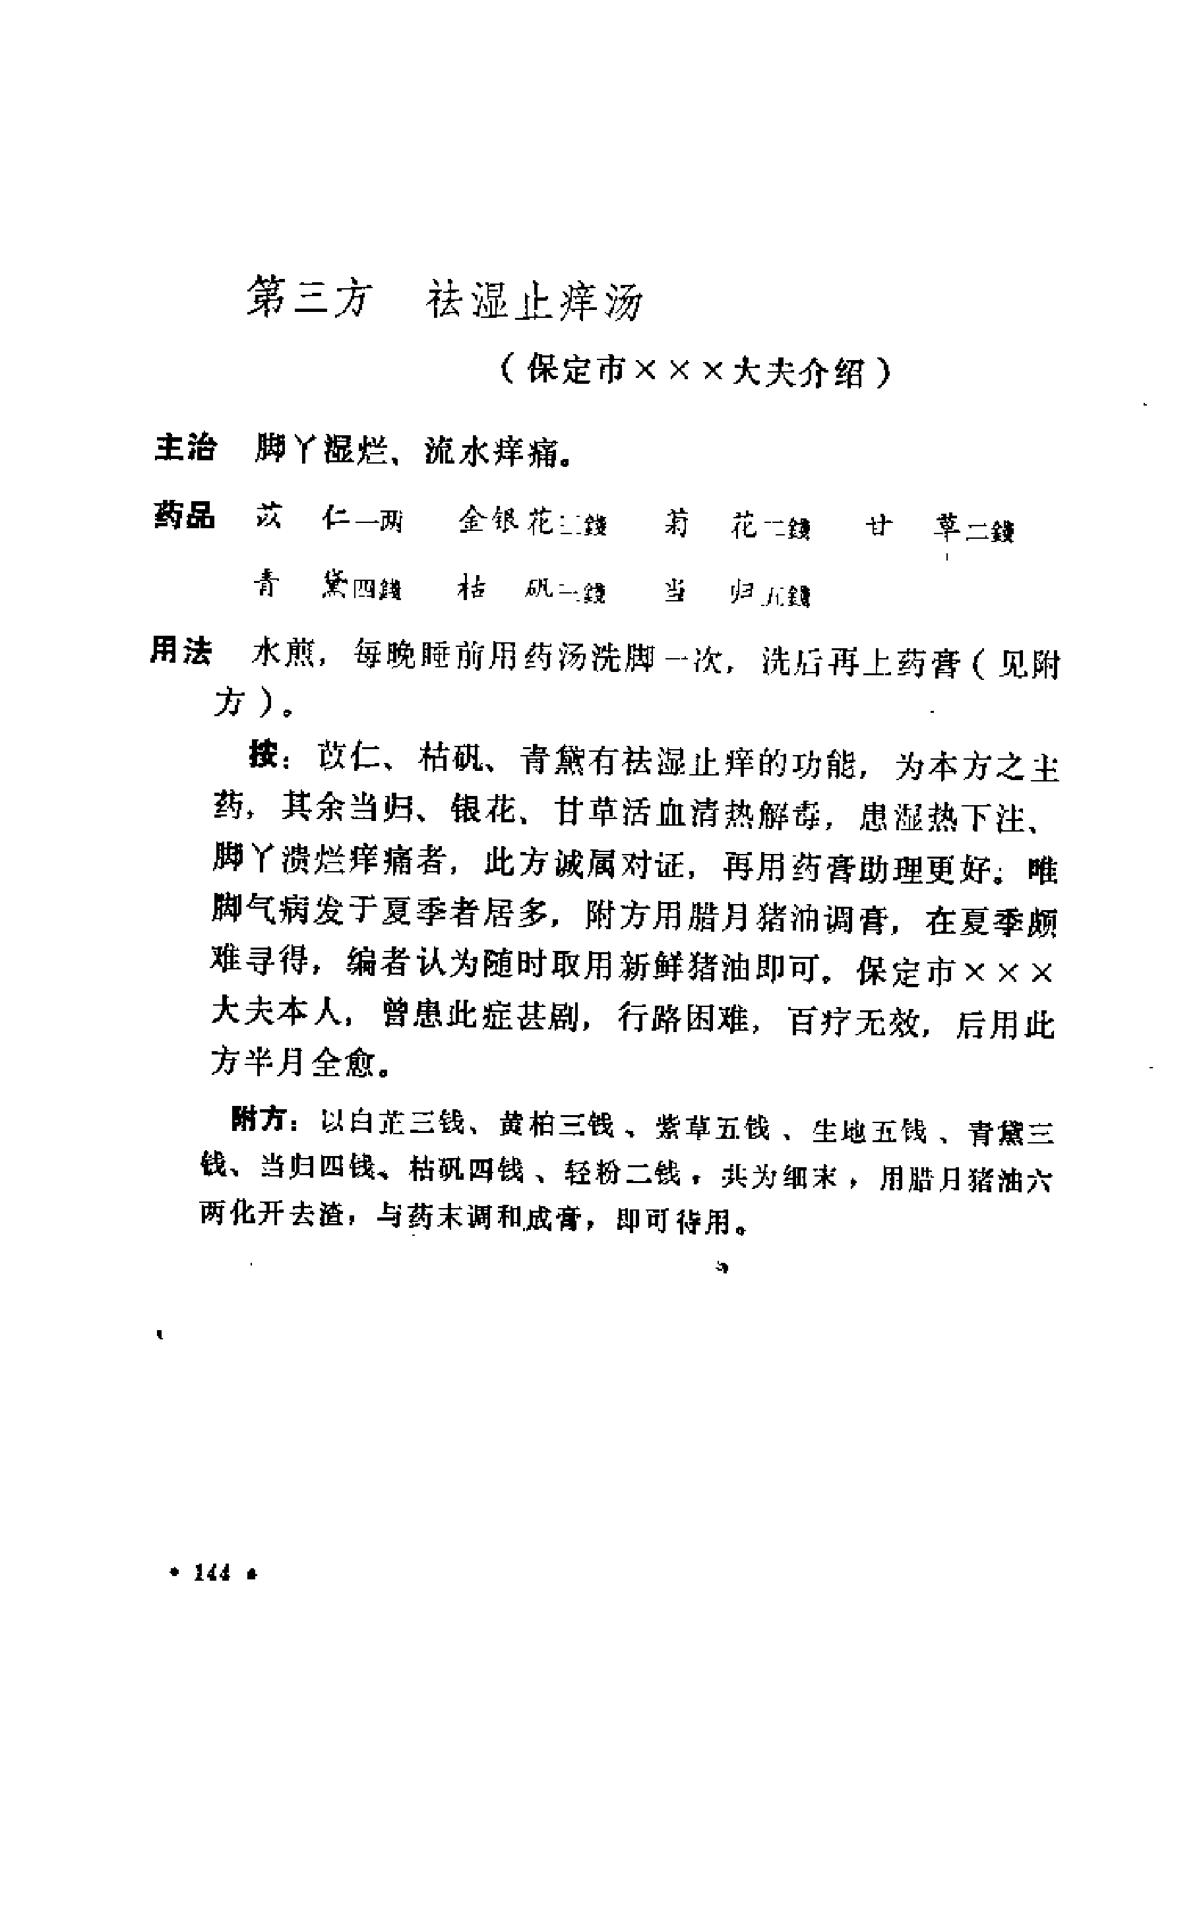 第三方　祛湿止痒汤
（保定市×××大夫介绍）
主治　脚丫湿烂、流水痒痛。
药品　苡　仁一两　金银花二錢　菊　花二錢　甘　草二錢
青　黛四錢　枯　矾錢　当　归五錢
用法　水煎，每晚睡前用药汤洗脚一次，洗后再上药膏（见附
方）。
按：苡仁、枯矾、青黛有祛湿止痒的功能，为本方之主
药，其余当归、银花、甘草活血清热解毒，患湿热下注、
脚丫溃烂痒痛者，此方诚属对证，再用药膏助理更好。唯
脚气病发于夏季者居多，附方用腊月猪油调膏，在夏季颇
难寻得，编者认为随时取用新鲜猪油即可。保定市×××
大夫本人，曾患此症甚剧，行路困难，百疗无效，后用此
方半月全愈。
附方：以白芷三钱、黄柏三钱、紫草五钱、生地五钱、青黛三
钱、当归四钱、枯矾四钱、轻粉二钱，共为细末，用腊月猪油六
两化开去渣，与药末调和成膏，即可待用。
• 144 •